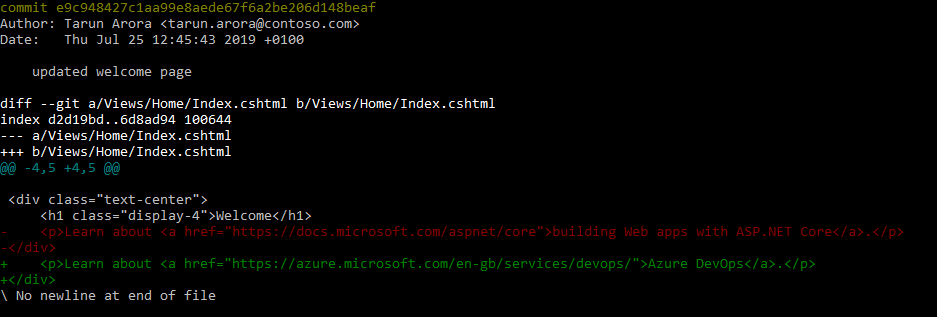 commit e9c948427c1aa99e8aede67f6a2be206d148beaf
Author: Tarun Arora <tarun.arora@contoso.com>
Date:   Thu Jul 25 12:45:43 2019 +0100

    updated welcome page

diff --git a/Views/Home/Index.cshtml b/Views/Home/Index.cshtml
index d2d19bd..6d8ad94 100644
--- a/Views/Home/Index.cshtml
+++ b/Views/Home/Index.cshtml
@@ -4,5 +4,5 @@

 <div class="text-center">
     <h1 class="display-4">Welcome</h1>
-    <p>Learn about <a href="https://docs.microsoft.com/aspnet/core">building Web apps with ASP.NET Core</a>.</p>
-</div>
+    <p>Learn about <a href="https://azure.microsoft.com/en-gb/services/devops/">Azure DevOps</a>.</p>
+</div>
\ No newline at end of file